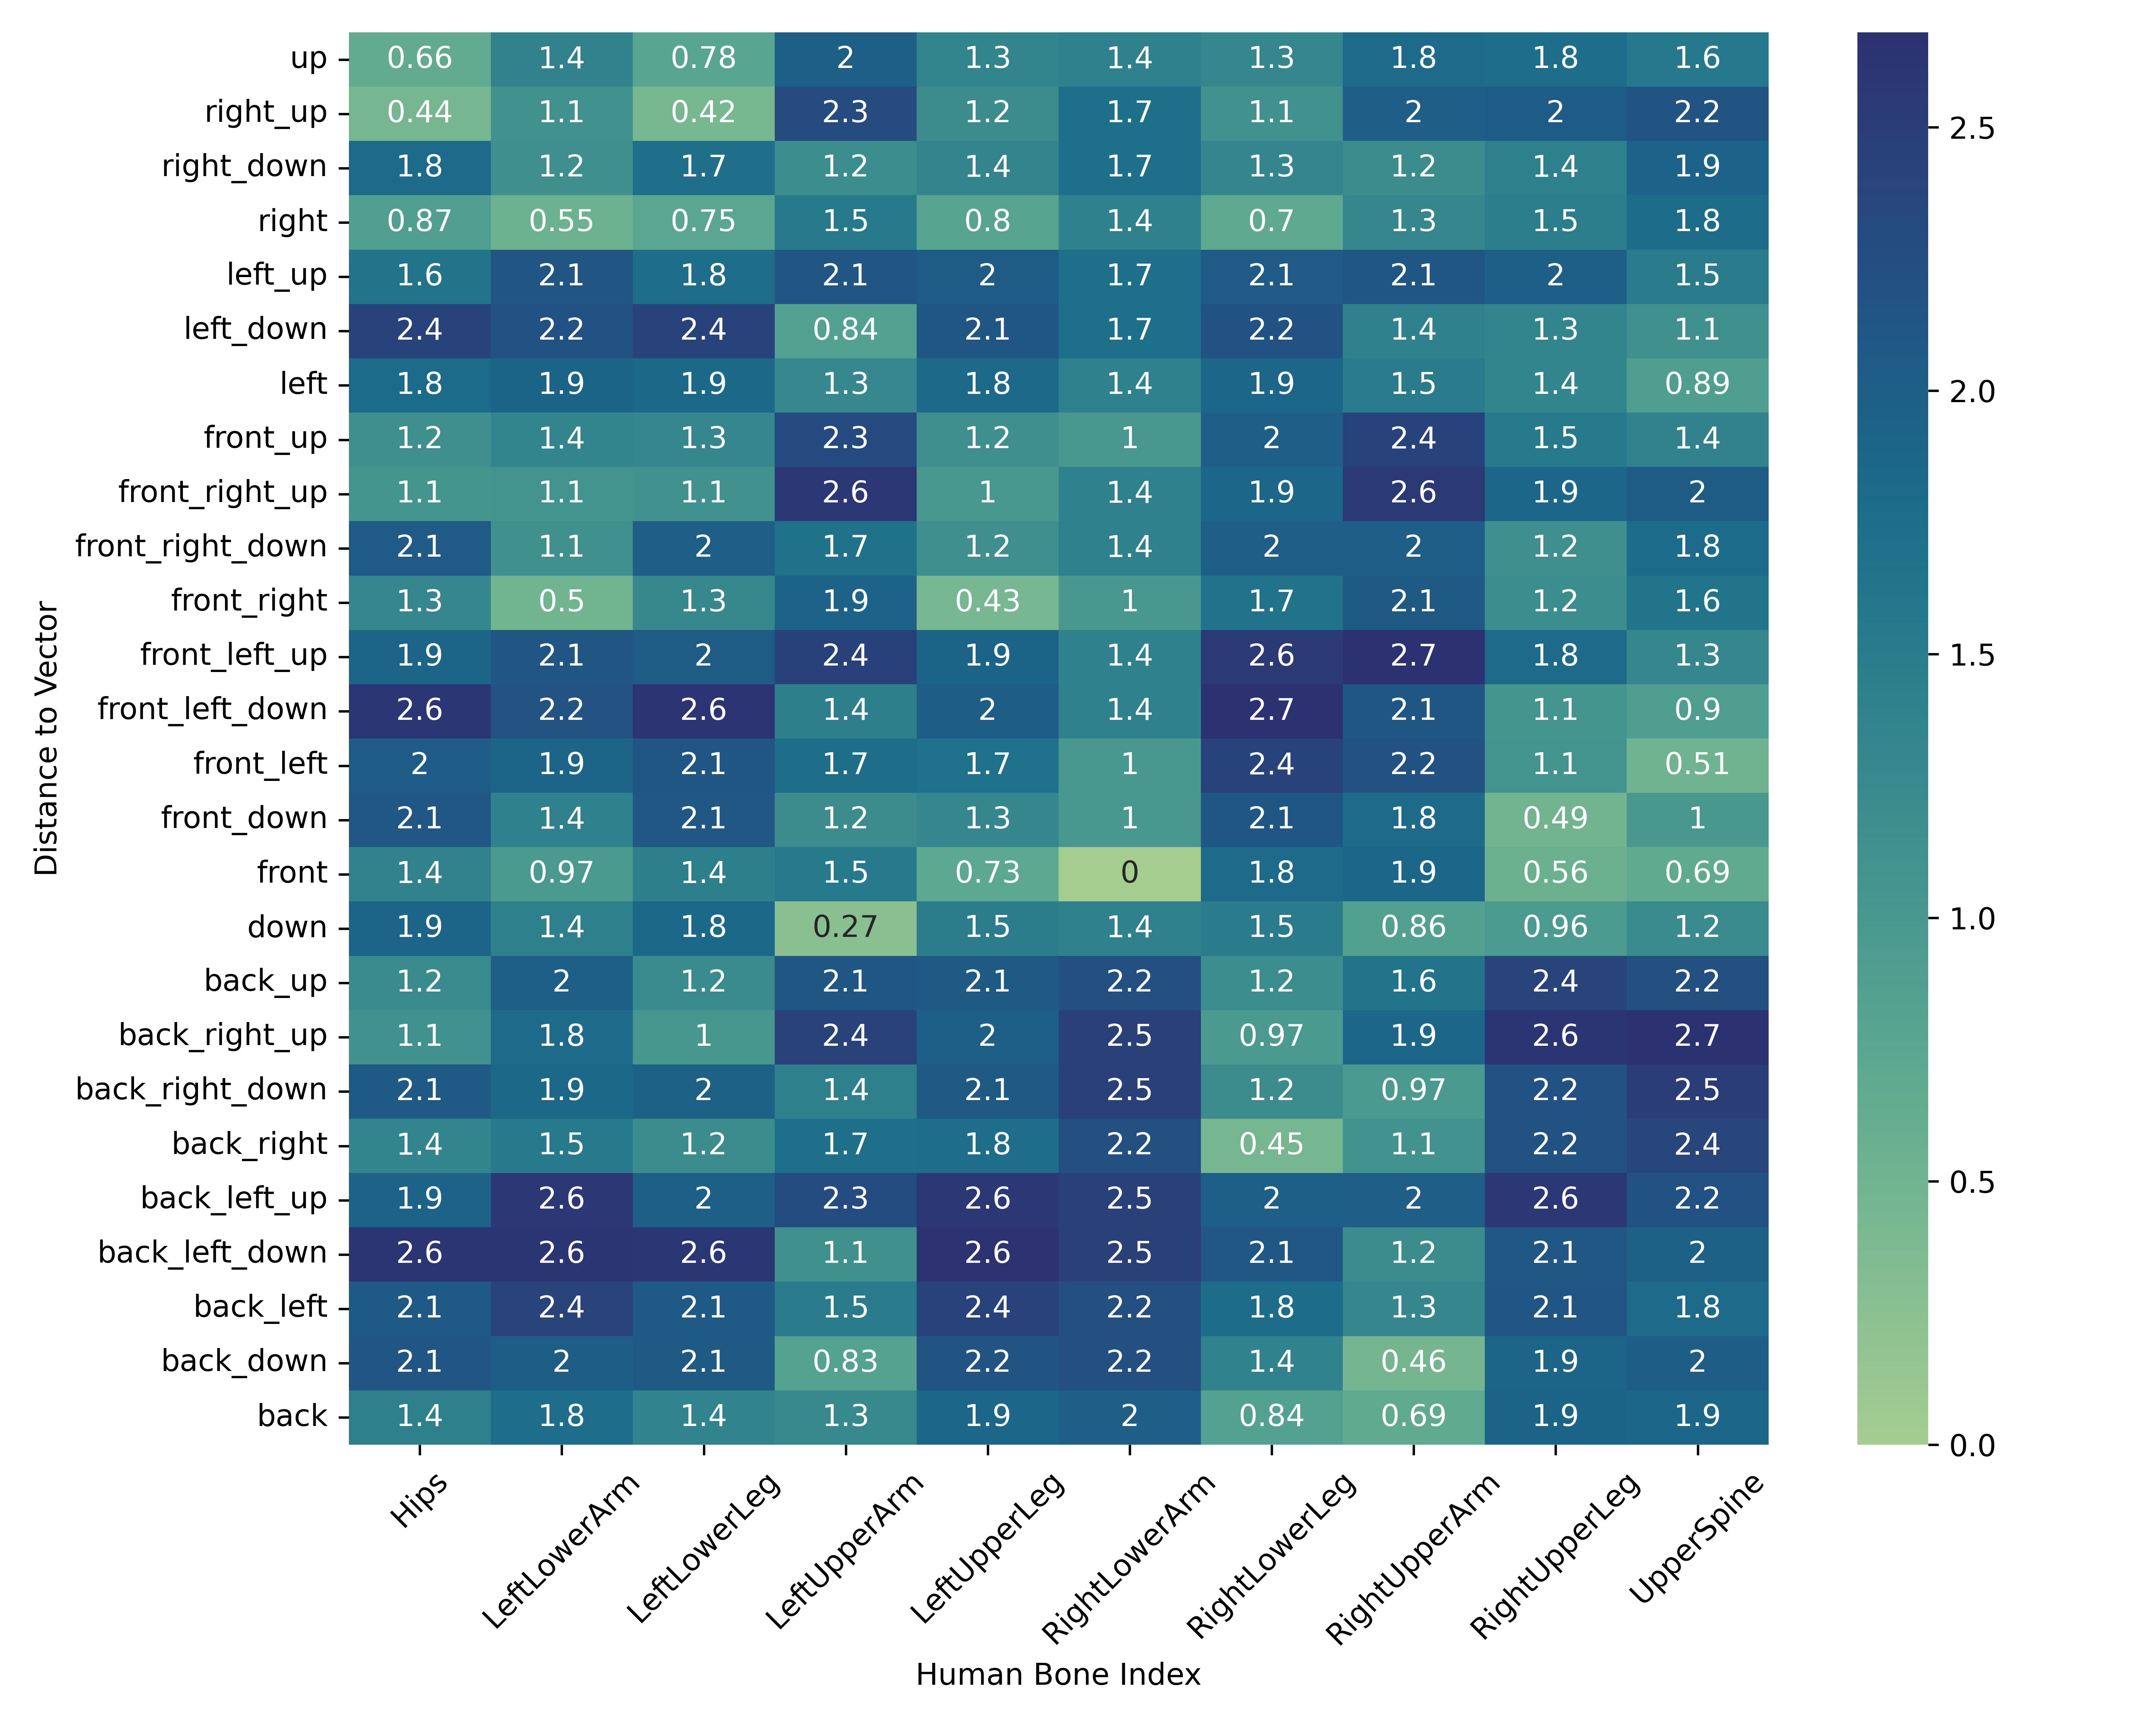 up 0.66 1.4 0.78 2 1.3 1.4 1.3 1.8 1.8 1.6
right_up 0.44 1.1 0.42 2.3 1.2 1.7 1.1 2 2 2.2
right_down 1.8 1.2 1.7 1.2 1.4 1.7 1.3 1.2 1.4 1.9
right 0.87 0.55 0.75 1.5 0.8 1.4 0.7 1.3 1.5 1.8
left_up 1.6 2.1 1.8 2.1 2 1.7 2.1 2.1 2 1.5
left_down 2.4 2.2 2.4 0.84 2.1 1.7 2.2 1.4 1.3 1.1
left 1.8 1.9 1.9 1.3 1.8 1.4 1.9 1.5 1.4 0.89
front_up 1.2 1.4 1.3 2.3 1.2 1 2 2.4 1.5 1.4
front_right_up 1.1 1.1 1.1 2.6 1 1.4 1.9 2.6 1.9 2
front_right_down 2.1 1.1 2 1.7 1.2 1.4 2 2 1.2 1.8
front_right 1.3 0.5 1.3 1.9 0.43 1 1.7 2.1 1.2 1.6
front_left_up 1.9 2.1 2 2.4 1.9 1.4 2.6 2.7 1.8 1.3
front_left_down 2.6 2.2 2.6 1.4 2 1.4 2.7 2.1 1.1 0.9
front_left 2 1.9 2.1 1.7 1.7 1 2.4 2.2 1.1 0.51
front_down 2.1 1.4 2.1 1.2 1.3 1 2.1 1.8 0.49 1
front 1.4 0.97 1.4 1.5 0.73 0 1.8 1.9 0.56 0.69
down 1.9 1.4 1.8 0.27 1.5 1.4 1.5 0.86 0.96 1.2
back_up 1.2 2 1.2 2.1 2.1 2.2 1.2 1.6 2.4 2.2
back_right_up 1.1 1.8 1 2.4 2 2.5 0.97 1.9 2.6 2.7
back_right_down 2.1 1.9 2 1.4 2.1 2.5 1.2 0.97 2.2 2.5
back_right 1.4 1.5 1.2 1.7 1.8 2.2 0.45 1.1 2.2 2.4
back_left_up 1.9 2.6 2 2.3 2.6 2.5 2 2 2.6 2.2
back_left_down 2.6 2.6 2.6 1.1 2.6 2.5 2.1 1.2 2.1 2
back_left 2.1 2.4 2.1 1.5 2.4 2.2 1.8 1.3 2.1 1.8
back_down 2.1 2 2.1 0.83 2.2 2.2 1.4 0.46 1.9 2
back 1.4 1.8 1.4 1.3 1.9 2 0.84 0.69 1.9 1.9
Hips LeftLowerArm LeftLowerLeg LeftUpperArm LeftUpperLeg RightLowerArm RightLowerLeg RightUpperArm RightUpperLeg UpperSpine
Human Bone Index
Distance to Vector
2.5
2.0
1.5
1.0
0.5
0.0